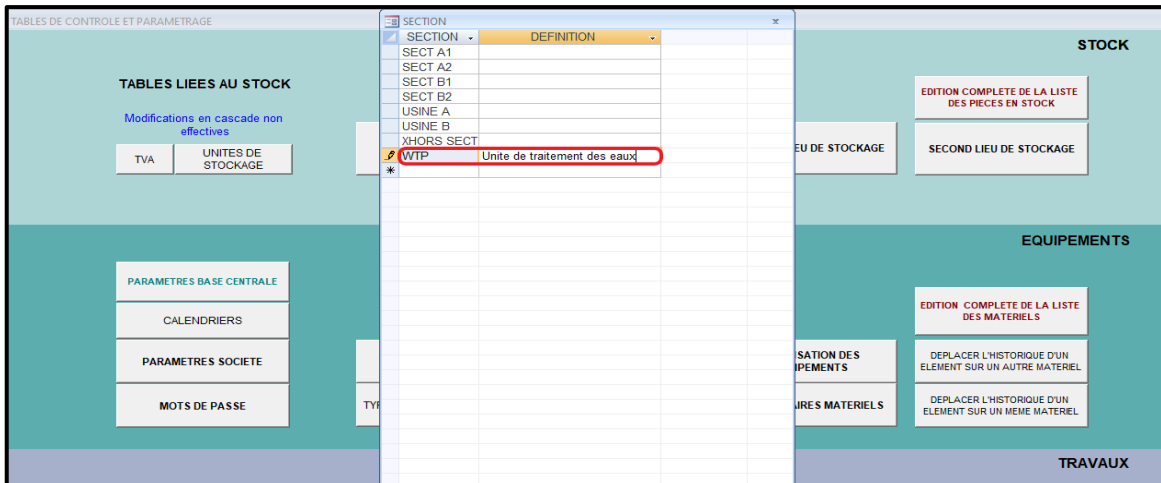 TABLES DE CONTROLE ET PARAMETRAGE
STOCK
TABLES LIEES AU STOCK
Modifications en cascade non
effectives
TVA
UNITES DE
STOCKAGE
EU DE STOCKAGE
EDITION COMPLETE DE LA LISTE
DES PIECES EN STOCK
SECOND LIEU DE STOCKAGE
SECTION
SECTION DEFINITION
SECT A1
SECT A2
SECT B1
SECT B2
USINE A
USINE B
XHORS SECT
WTP Unite de traitement des eaux
EQUIPEMENTS
PARAMETRES BASE CENTRALE
CALENDRIERS
PARAMETRES SOCIETE
MOTS DE PASSE
TYP
SATION DES
IPEMENTS
IRES MATERIELS
EDITION COMPLETE DE LA LISTE
DES MATERIELS
DEPLACER L'HISTORIQUE D'UN
ELEMENT SUR UN AUTRE MATERIEL
DEPLACER L'HISTORIQUE D'UN
ELEMENT SUR UN MEME MATERIEL
TRAVAUX